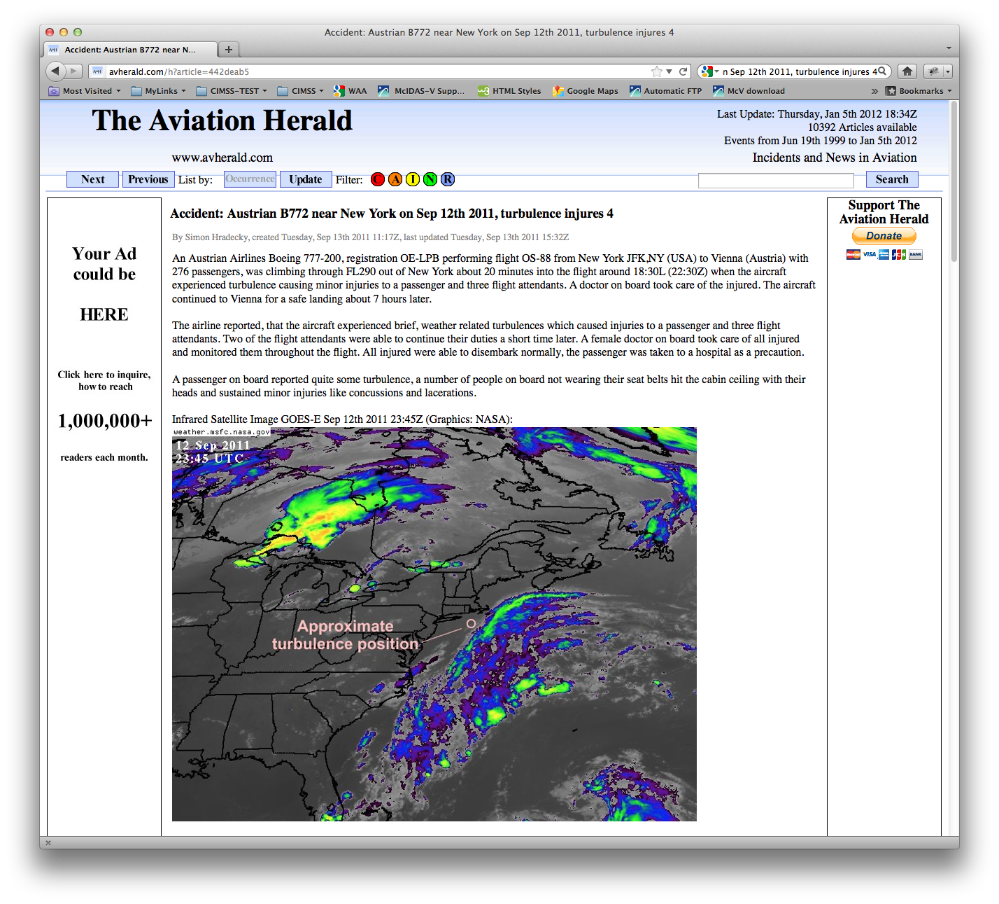 Accident: Austrian B772 near New York on Sep 12th 2011, turbulence injures 4
Accident: Austrian B772 near N...
avherald.com/h?article=442deab5
n Sep 12th 2011, turbulence injures 4
Most Visited MyLinks CIMSS-TEST CIMSS WAA McIDAS-V Supp... HTML Styles Google Maps Automatic FTP McV download » Bookmarks
The Aviation Herald
Last Update: Thursday, Jan 5th 2012 18:34Z
10392 Articles available
Events from Jun 19th 1999 to Jan 5th 2012
www.avherald.com
Incidents and News in Aviation
Next Previous List by: Occurrence Update Filter: C A I N R Search
Your Ad
could be
HERE
Click here to inquire,
how to reach
1,000,000+
readers each month.
Accident: Austrian B772 near New York on Sep 12th 2011, turbulence injures 4
By Simon Hradecky, created Tuesday, Sep 13th 2011 11:17Z, last updated Tuesday, Sep 13th 2011 15:32Z
An Austrian Airlines Boeing 777-200, registration OE-LPB performing flight OS-88 from New York JFK,NY (USA) to Vienna (Austria) with
276 passengers, was climbing through FL290 out of New York about 20 minutes into the flight around 18:30L (22:30Z) when the aircraft
experienced turbulence causing minor injuries to a passenger and three flight attendants. A doctor on board took care of the injured. The aircraft
continued to Vienna for a safe landing about 7 hours later.
The airline reported, that the aircraft experienced brief, weather related turbulences which caused injuries to a passenger and three flight
attendants. Two of the flight attendants were able to continue their duties a short time later. A female doctor on board took care of all injured
and monitored them throughout the flight. All injured were able to disembark normally, the passenger was taken to a hospital as a precaution.
A passenger on board reported quite some turbulence, a number of people on board not wearing their seat belts hit the cabin ceiling with their
heads and sustained minor injuries like concussions and lacerations.
Infrared Satellite Image GOES-E Sep 12th 2011 23:45Z (Graphics: NASA):
weather.msfc.nasa.gov
12 Sep 2011
23:45 UTC
Approximate
turbulence position
Support The
Aviation Herald
Donate
VISA
JCB
BANK